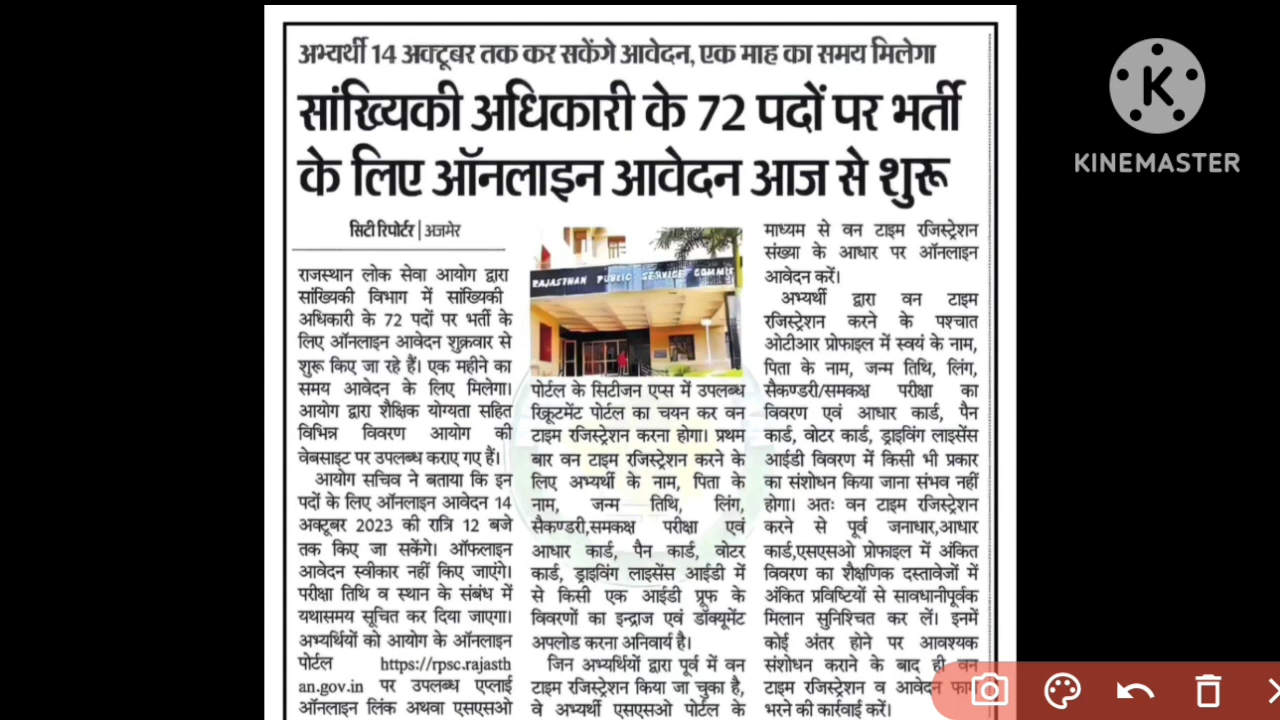 अभ्यर्थी 14 अक्टूबर तक कर सकेंगे आवेदन, एक माह का समय मिलेगा
सांख्यिकी अधिकारी के 72 पदों पर भर्ती
के लिए ऑनलाइन आवेदन आज से शुरू
सिटी रिपोर्टर | अजमेर
राजस्थान लोक सेवा आयोग द्वारा
सांख्यिकी विभाग में सांख्यिकी
अधिकारी के 72 पदों पर भर्ती के
लिए ऑनलाइन आवेदन शुक्रवार से
शुरू किए जा रहे हैं। एक महीने का
समय आवेदन के लिए मिलेगा।
आयोग द्वारा शैक्षिक योग्यता सहित
विभिन्न विवरण आयोग की
वेबसाइट पर उपलब्ध कराए गए हैं।
आयोग सचिव ने बताया कि इन
पदों के लिए ऑनलाइन आवेदन 14
अक्टूबर 2023 की रात्रि 12 बजे
तक किए जा सकेंगे। ऑफलाइन
आवेदन स्वीकार नहीं किए जाएंगे।
परीक्षा तिथि व स्थान के संबंध में
यथासमय सूचित कर दिया जाएगा।
अभ्यर्थियों को आयोग के ऑनलाइन
पोर्टल https://rpsc.rajasth
an.gov.in पर उपलब्ध एप्लाई
ऑनलाइन लिंक अथवा एसएसओ
RAJASTHAN PUBLIC SERVICE COMMIS
पोर्टल के सिटीजन एप्स में उपलब्ध
रिक्रूटमेंट पोर्टल का चयन कर वन
टाइम रजिस्ट्रेशन करना होगा। प्रथम
बार वन टाइम रजिस्ट्रेशन करने के
लिए अभ्यर्थी के नाम, पिता के
नाम, जन्म तिथि, लिंग,
सैकण्डरी,समकक्ष परीक्षा एवं
आधार कार्ड, पैन कार्ड, वोटर
कार्ड, ड्राइविंग लाइसेंस आईडी में
से किसी एक आईडी प्रूफ के
विवरणों का इन्द्राज एवं डॉक्यूमेंट
अपलोड करना अनिवार्य है।
जिन अभ्यर्थियों द्वारा पूर्व में वन
टाइम रजिस्ट्रेशन किया जा चुका है,
वे अभ्यर्थी एसएसओ पोर्टल के
माध्यम से वन टाइम रजिस्ट्रेशन
संख्या के आधार पर ऑनलाइन
आवेदन करें।
अभ्यर्थी द्वारा वन टाइम
रजिस्ट्रेशन करने के पश्चात
ओटीआर प्रोफाइल में स्वयं के नाम,
पिता के नाम, जन्म तिथि, लिंग,
सैकण्डरी/समकक्ष परीक्षा का
विवरण एवं आधार कार्ड, पैन
कार्ड, वोटर कार्ड, ड्राइविंग लाइसेंस
आईडी विवरण में किसी भी प्रकार
का संशोधन किया जाना संभव नहीं
होगा। अतः वन टाइम रजिस्ट्रेशन
करने से पूर्व जनाधार,आधार
कार्ड,एसएसओ प्रोफाइल में अंकित
विवरण का शैक्षणिक दस्तावेजों में
अंकित प्रविष्टियों से सावधानीपूर्वक
मिलान सुनिश्चित कर लें। इनमें
कोई अंतर होने पर आवश्यक
संशोधन कराने के बाद ही वन
टाइम रजिस्ट्रेशन व आवेदन फार्म
भरने की कार्रवाई करें।
K
KINEMASTER